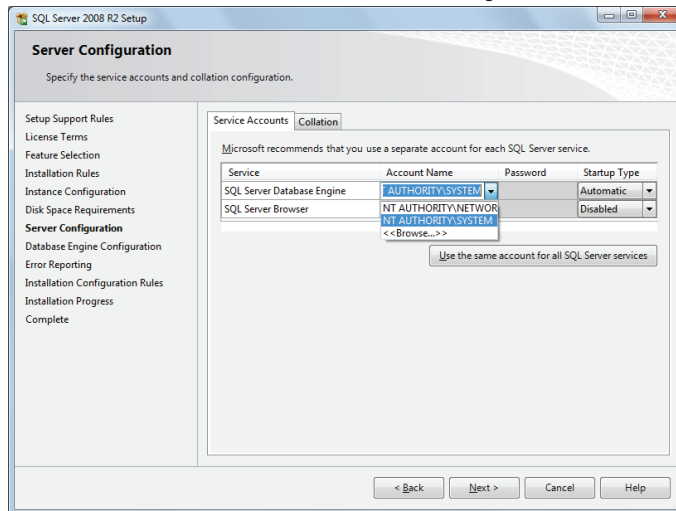 SQL Server 2008 R2 Setup
Server Configuration
Specify the service accounts and collation configuration.
Setup Support Rules
License Terms
Feature Selection
Installation Rules
Instance Configuration
Disk Space Requirements
Server Configuration
Database Engine Configuration
Error Reporting
Installation Configuration Rules
Installation Progress
Complete
Service Accounts Collation
Microsoft recommends that you use a separate account for each SQL Server service.
Service Account Name Password Startup Type
SQL Server Database Engine AUTHORITY\SYSTEM Automatic
SQL Server Browser NT AUTHORITY\NETWOR Disabled
NT AUTHORITY\SYSTEM
<<Browse...>>
Use the same account for all SQL Server services
< Back Next > Cancel Help